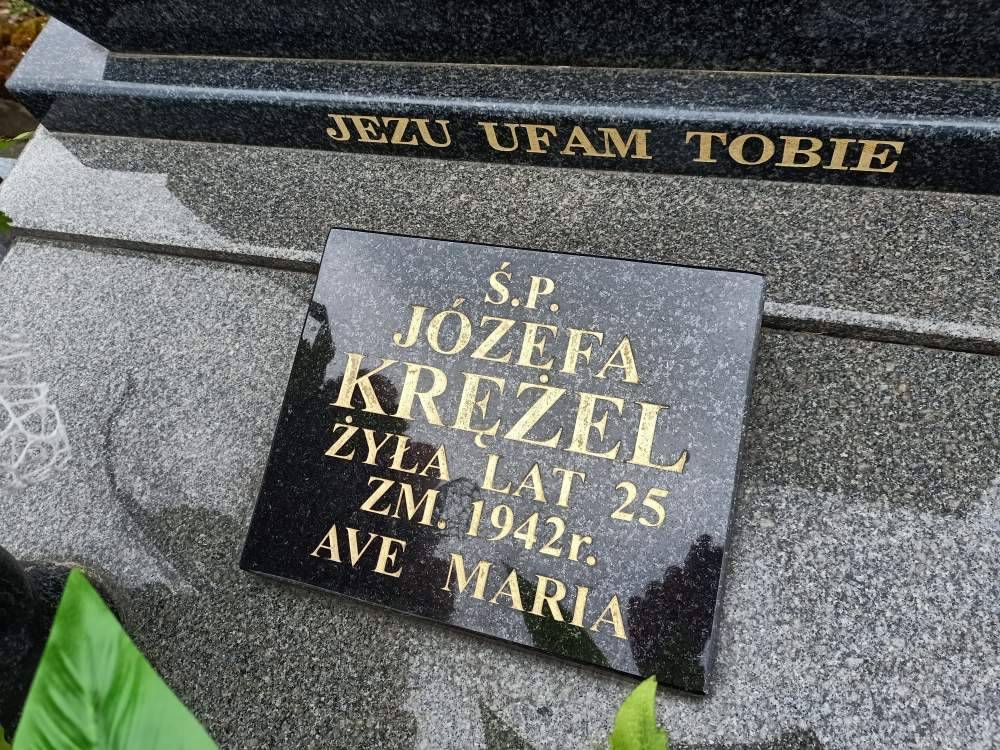 JEZU UFAM TOBIE
Ś.P.
JÓZEFA
KRĘŻEL
ŻYŁA LAT 25
ZM. 1942r.
AVE MARIA